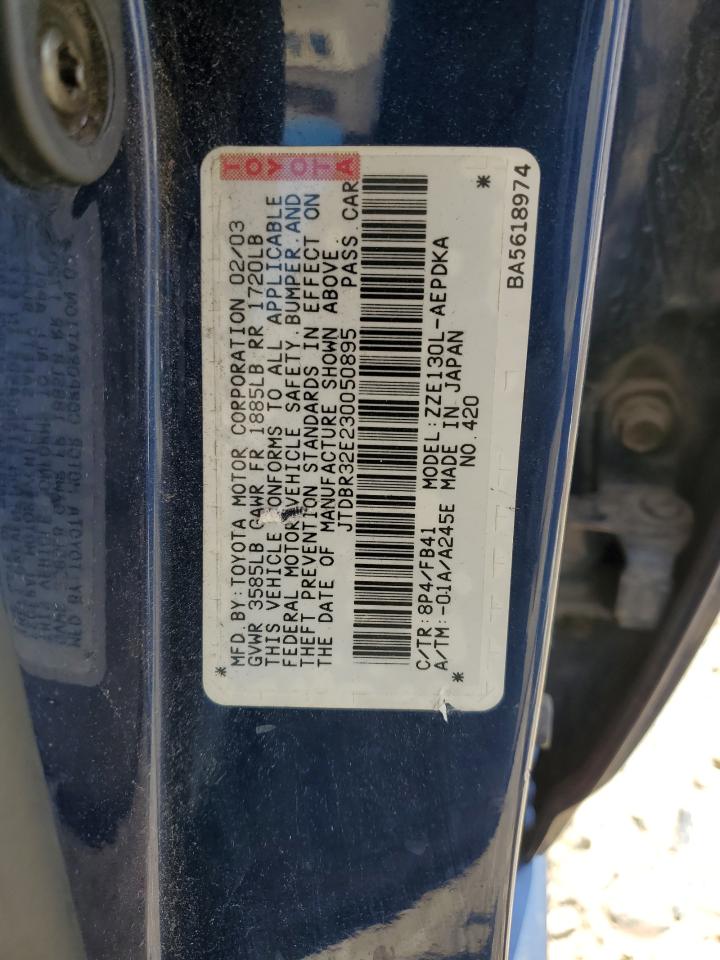 TOYOTA
MFD BY:TOYOTA MOTOR CORPORATION 02/03
GVWR 3585LB GAWR FR 1885LB RR 1720LB
THIS VEHICLE CONFORMS TO ALL APPLICABLE
FEDERAL MOTOR VEHICLE SAFETY.BUMPER.AND
THEFT PREVENTION STANDARDS IN EFFECT ON
THE DATE OF MANUFACTURE SHOWN ABOVE.
JTDBR32E230050895 PASS.CAR
C/TR:8P4/FB41 MODEL:ZZE130L-AEPDKA
A/TM:-01A/A245E MADE IN JAPAN
NO.420
BA5618974